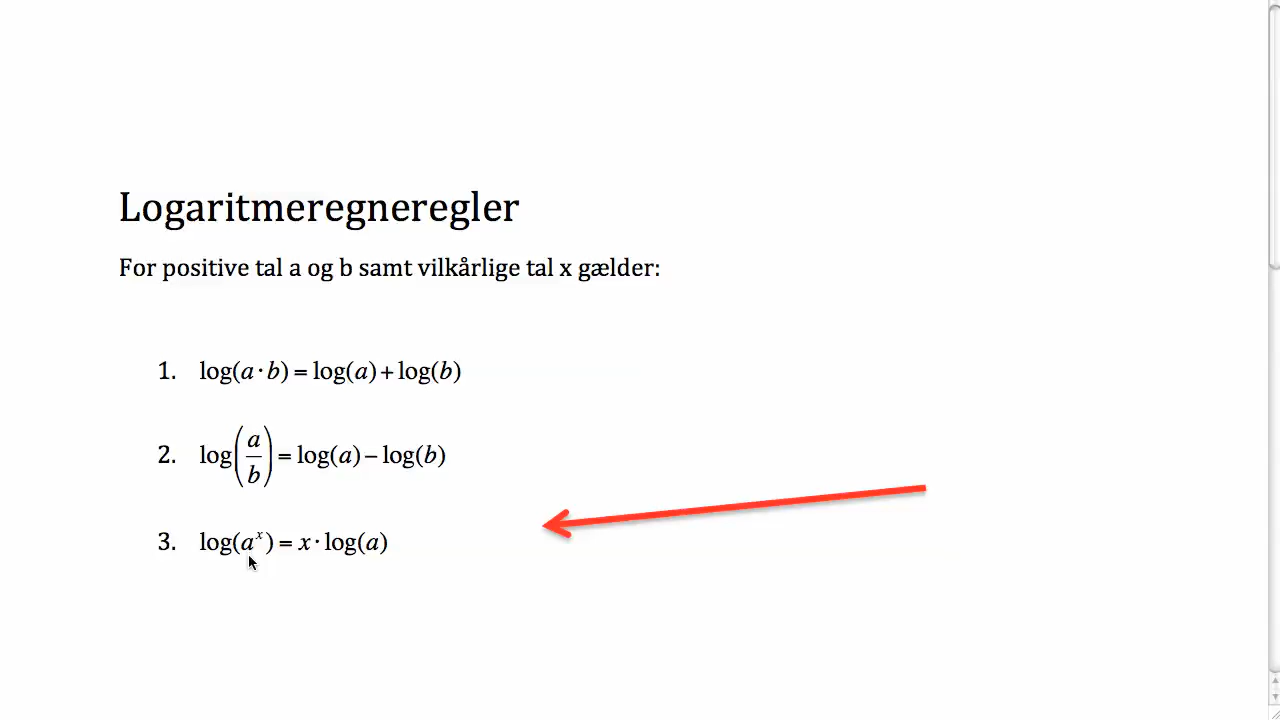 Logaritmeregneregler
For positive tal a og b samt vilkårlige tal x gælder:
1. log(a·b) = log(a) + log(b)
2. log(a/b) = log(a) − log(b)
3. log(aˣ) = x·log(a)